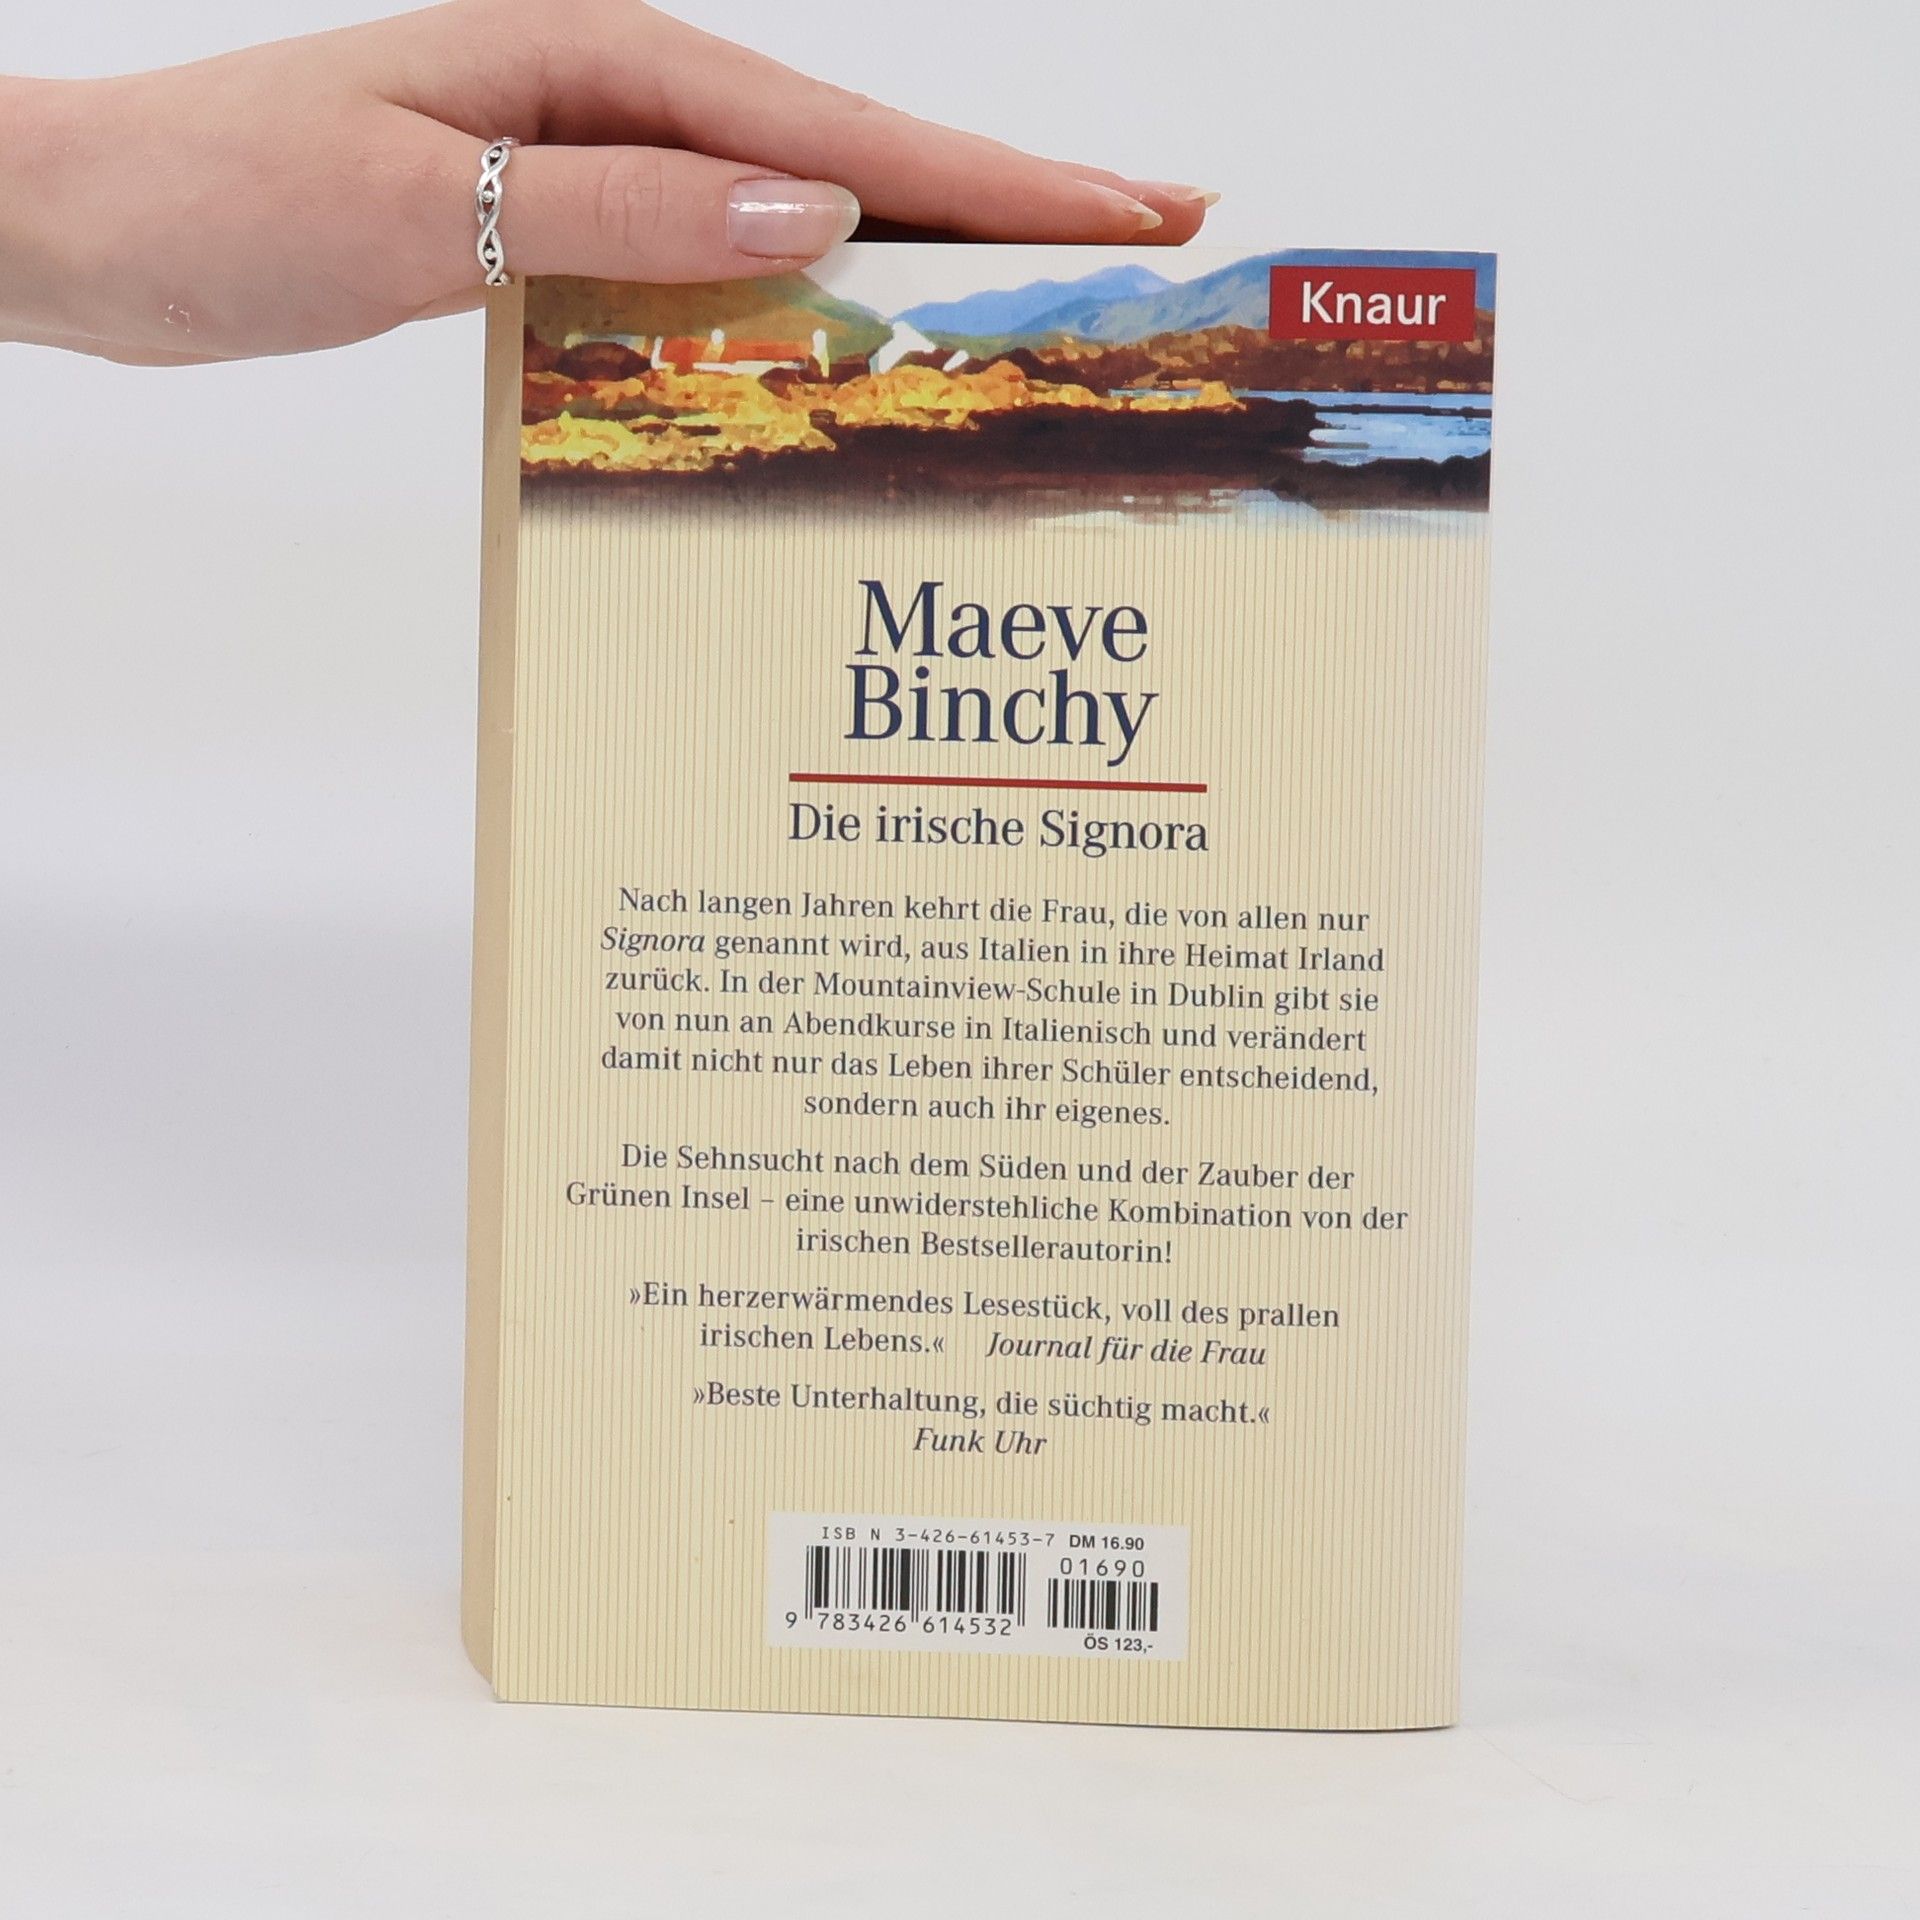 Knaur
Maeve
Binchy
Die irische Signora
Nach langen Jahren kehrt die Frau, die von allen nur
Signora genannt wird, aus Italien in ihre Heimat Irland
zurück. In der Mountainview-Schule in Dublin gibt sie
von nun an Abendkurse in Italienisch und verändert
damit nicht nur das Leben ihrer Schüler entscheidend,
sondern auch ihr eigenes.
Die Sehnsucht nach dem Süden und der Zauber der
Grünen Insel – eine unwiderstehliche Kombination von der
irischen Bestsellerautorin!
»Ein herzerwärmendes Lesestück, voll des prallen
irischen Lebens.« Journal für die Frau
»Beste Unterhaltung, die süchtig macht.«
Funk Uhr
ISB N 3-426-61453-7 DM 16.90
01690
9 783426 614532
ÖS 123,-